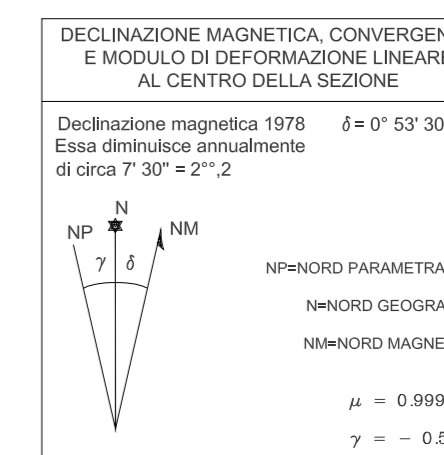 DECLINAZIONE MAGNETICA, CONVERGEN
E MODULO DI DEFORMAZIONE LINEARE
AL CENTRO DELLA SEZIONE
Declinazione magnetica 1978 δ = 0° 53' 30
Essa diminuisce annualmente
di circa 7' 30" = 2°°,2
N
NP NM
γ δ
NP=NORD PARAMETRA
N=NORD GEOGRA
NM=NORD MAGNE
μ = 0.999
γ = − 0.5